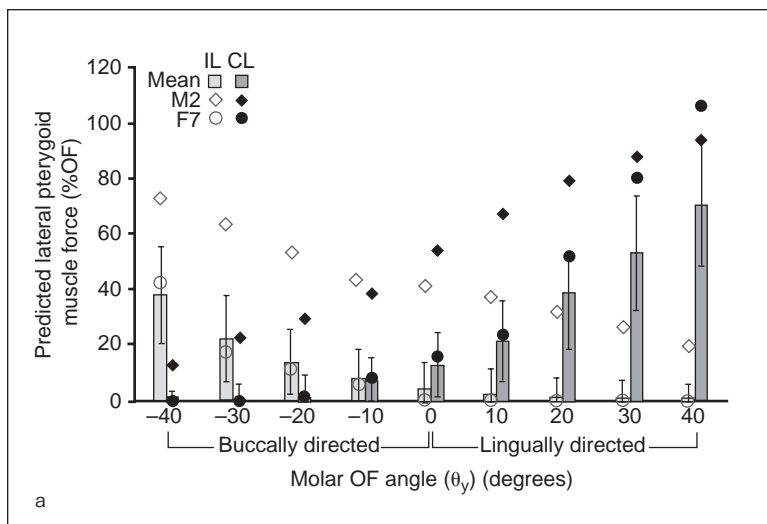 IL CL
Mean
M2
F7
Predicted lateral pterygoid
muscle force (%OF)
120
100
80
60
40
20
0
–40 –30 –20 –10 0 10 20 30 40
Buccally directed Lingually directed
Molar OF angle (θy) (degrees)
a